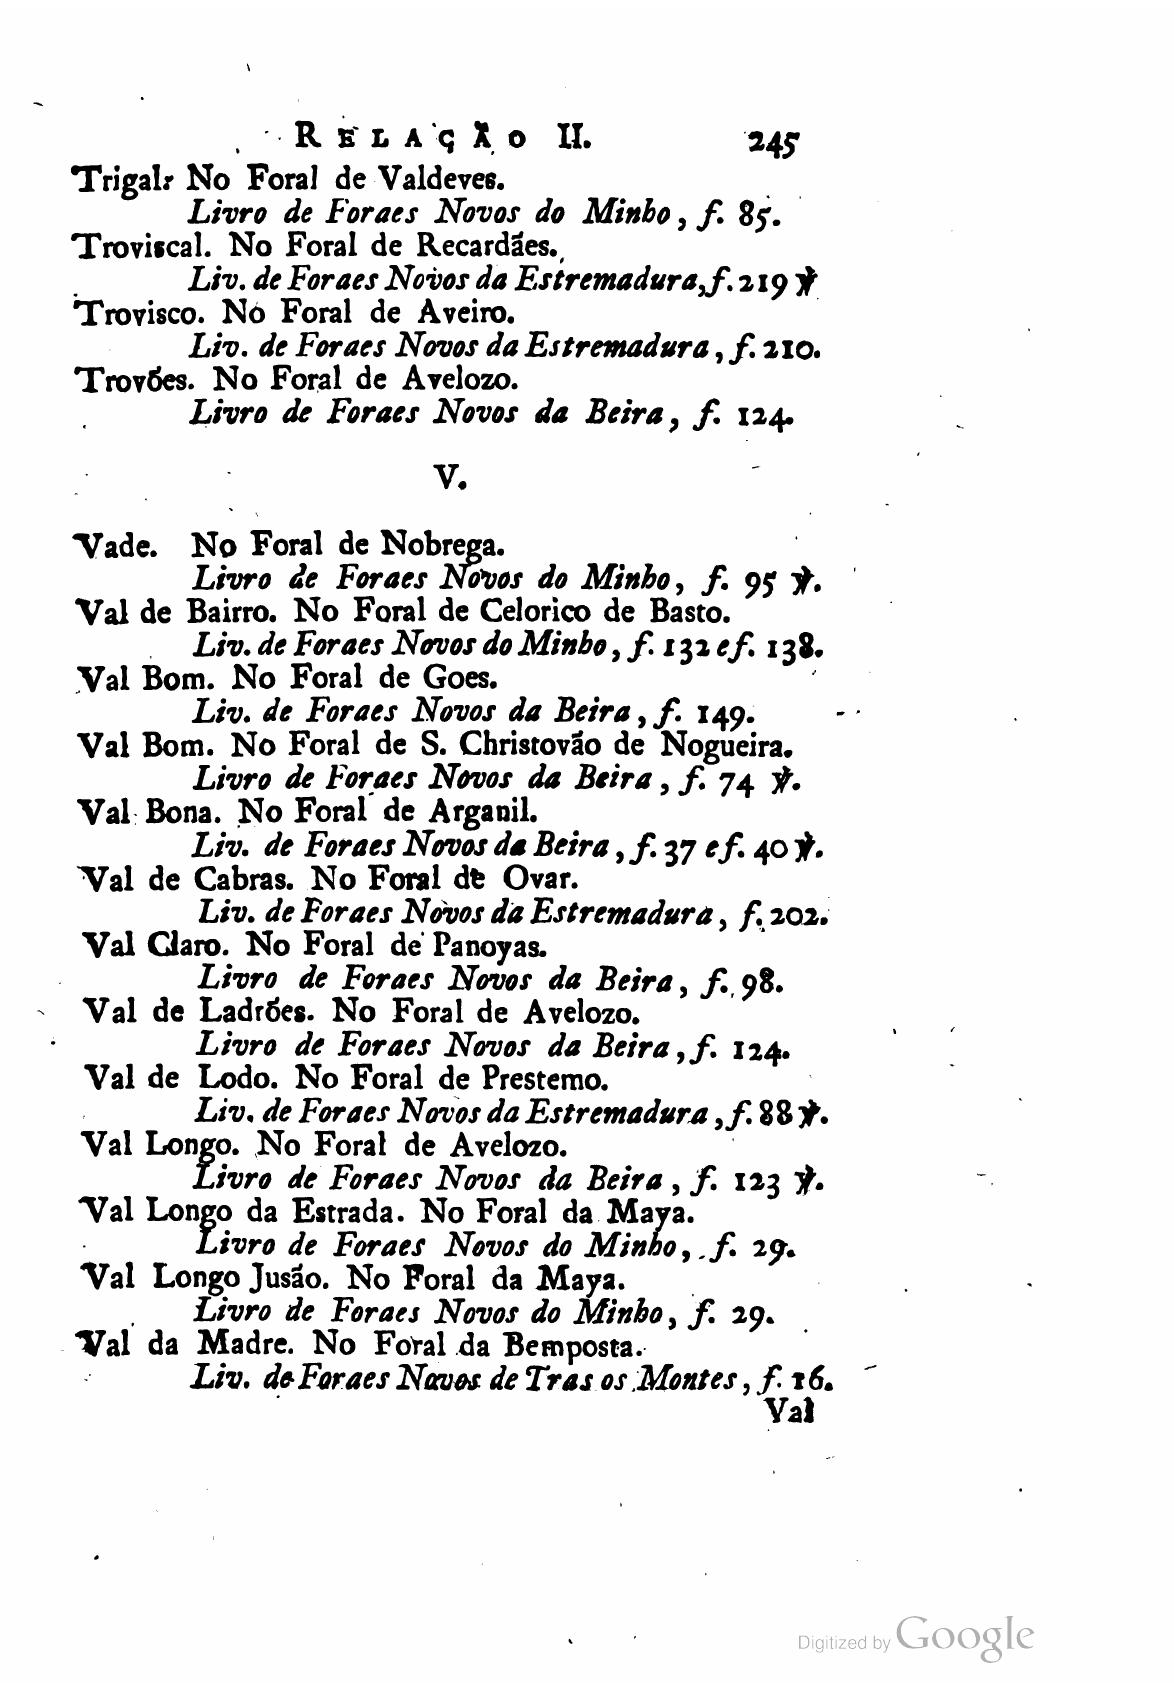 RELAÇÃO II. 245
Trigal. No Foral de Valdeves.
Livro de Foraes Novos do Minho, f. 85.
Troviscal. No Foral de Recardães.
Liv. de Foraes Novos da Estremadura, f. 219 ℣
Trovisco. No Foral de Aveiro.
Liv. de Foraes Novos da Estremadura, f. 210.
Trovões. No Foral de Avelozo.
Livro de Foraes Novos da Beira, f. 124.
V.
Vade. No Foral de Nobrega.
Livro de Foraes Novos do Minho, f. 95 ℣.
Val de Bairro. No Foral de Celorico de Basto.
Liv. de Foraes Novos do Minho, f. 132 e f. 138.
Val Bom. No Foral de Goes.
Liv. de Foraes Novos da Beira, f. 149.
Val Bom. No Foral de S. Christovão de Nogueira.
Livro de Foraes Novos da Beira, f. 74 ℣.
Val Bona. No Foral de Arganil.
Liv. de Foraes Novos da Beira, f. 37 e f. 40 ℣.
Val de Cabras. No Foral de Ovar.
Liv. de Foraes Novos da Estremadura, f. 202.
Val Claro. No Foral de Panoyas.
Livro de Foraes Novos da Beira, f. 98.
Val de Ladrões. No Foral de Avelozo.
Livro de Foraes Novos da Beira, f. 124.
Val de Lodo. No Foral de Prestemo.
Liv. de Foraes Novos da Estremadura, f. 88 ℣.
Val Longo. No Foral de Avelozo.
Livro de Foraes Novos da Beira, f. 123 ℣.
Val Longo da Estrada. No Foral da Maya.
Livro de Foraes Novos do Minho, f. 29.
Val Longo Jusão. No Foral da Maya.
Livro de Foraes Novos do Minho, f. 29.
Val da Madre. No Foral da Bemposta.
Liv. de Foraes Novos de Tras os Montes, f. 16.
Val
Digitized by Google